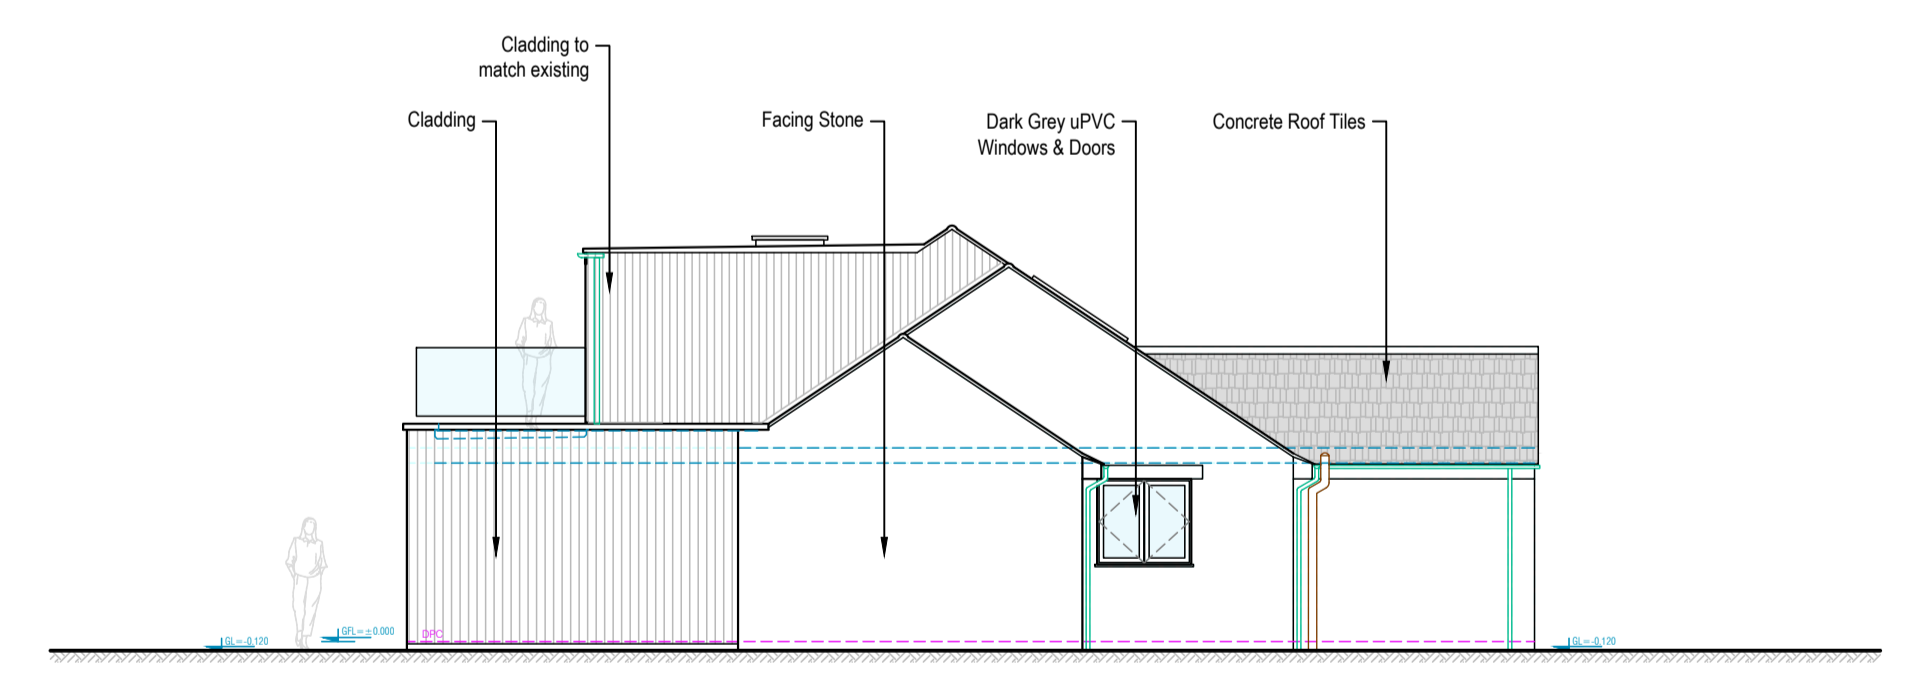 Cladding to
match existing
Cladding
Facing Stone
Dark Grey uPVC
Windows & Doors
Concrete Roof Tiles
GL=-0.120
GFL=±0.000
DPC
GL=-0.120